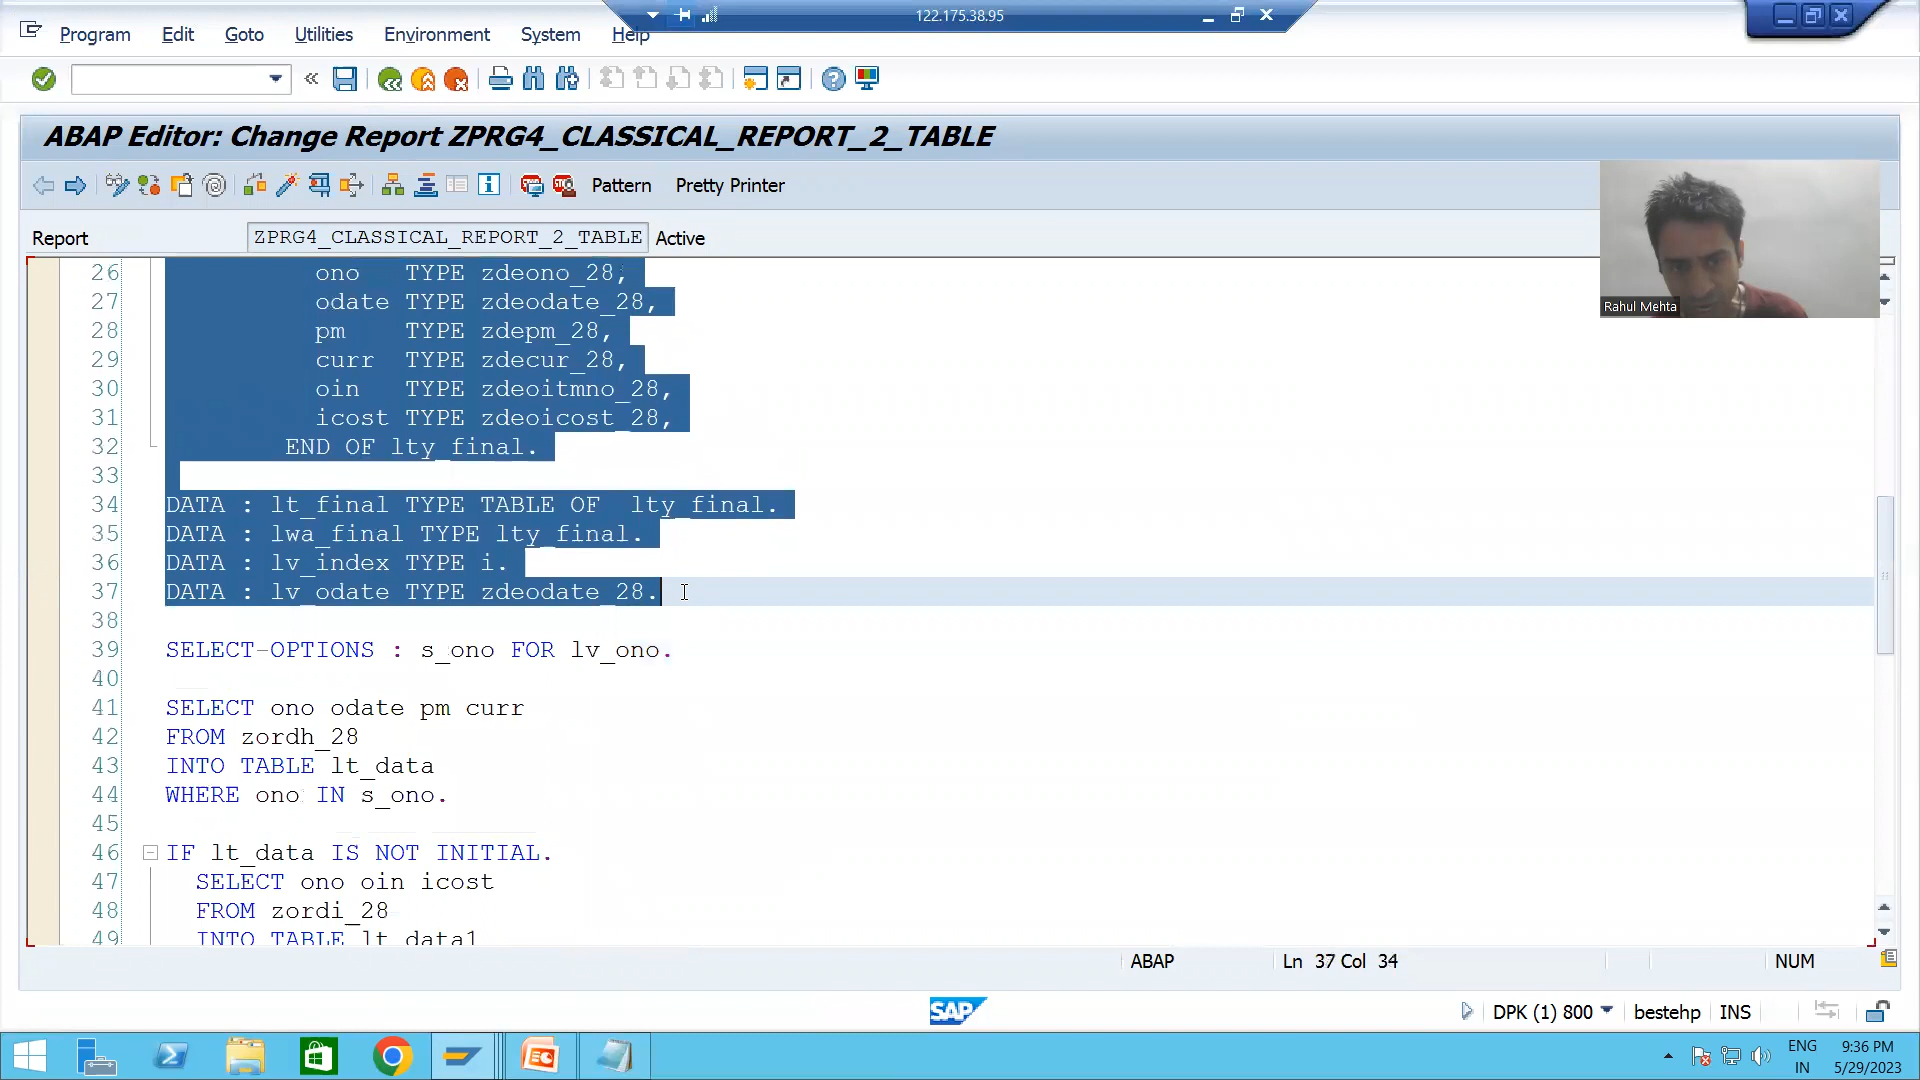 122.175.38.95
Program Edit Goto Utilities Environment System Help
ABAP Editor: Change Report ZPRG4_CLASSICAL_REPORT_2_TABLE
Pattern Pretty Printer
Report ZPRG4_CLASSICAL_REPORT_2_TABLE Active
Rahul Mehta
26 ono TYPE zdeono_28,
27 odate TYPE zdeodate_28,
28 pm TYPE zdepm_28,
29 curr TYPE zdecur_28,
30 oin TYPE zdeoitmno_28,
31 icost TYPE zdeoicost_28,
32 END OF lty_final.
33
34 DATA : lt_final TYPE TABLE OF lty_final.
35 DATA : lwa_final TYPE lty_final.
36 DATA : lv_index TYPE i.
37 DATA : lv_odate TYPE zdeodate_28.
38
39 SELECT-OPTIONS : s_ono FOR lv_ono.
40
41 SELECT ono odate pm curr
42 FROM zordh_28
43 INTO TABLE lt_data
44 WHERE ono IN s_ono.
45
46 IF lt_data IS NOT INITIAL.
47 SELECT ono oin icost
48 FROM zordi_28
49 INTO TABLE lt_data1
ABAP Ln 37 Col 34 NUM
SAP DPK (1) 800 bestehp INS
ENG 9:36 PM
IN 5/29/2023